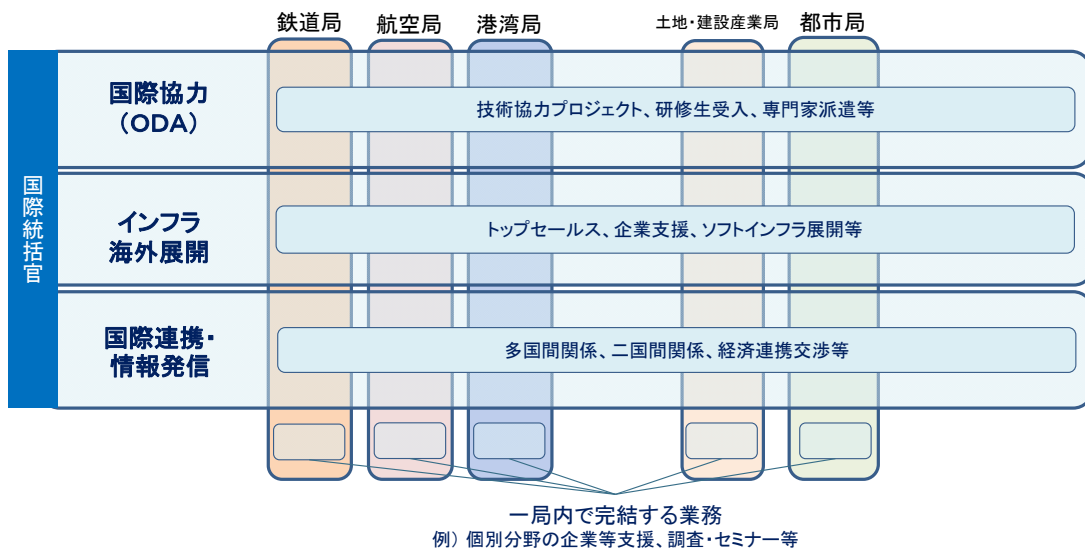 鉄道局
航空局
港湾局
土地・建設産業局
都市局
国際統括官
国際協力
(ODA)
技術協力プロジェクト、研修生受入、専門家派遣等
インフラ
海外展開
トップセールス、企業支援、ソフトインフラ展開等
国際連携・
情報発信
多国間関係、二国間関係、経済連携交渉等
一局内で完結する業務
例）個別分野の企業等支援、調査・セミナー等